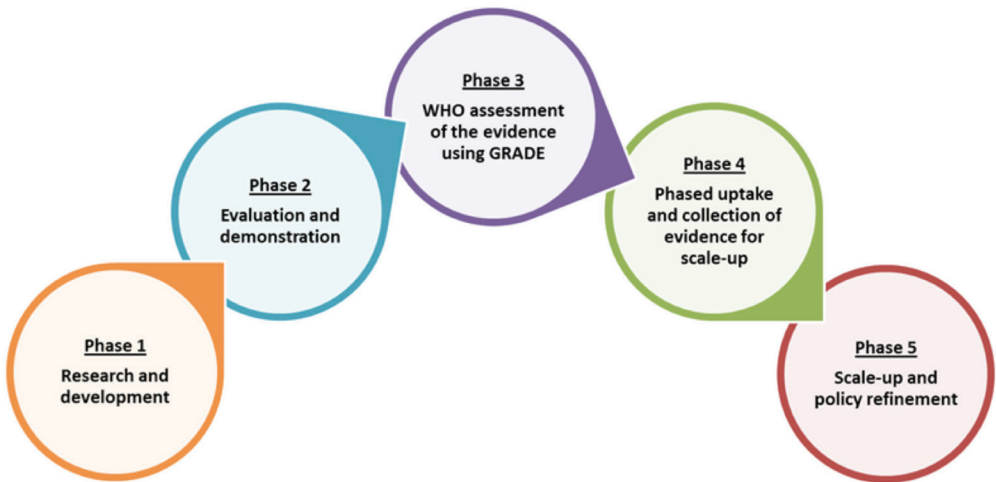 Phase 1
Research and
development
Phase 2
Evaluation and
demonstration
Phase 3
WHO assessment
of the evidence
using GRADE
Phase 4
Phased uptake
and collection of
evidence for
scale-up
Phase 5
Scale-up and
policy refinement